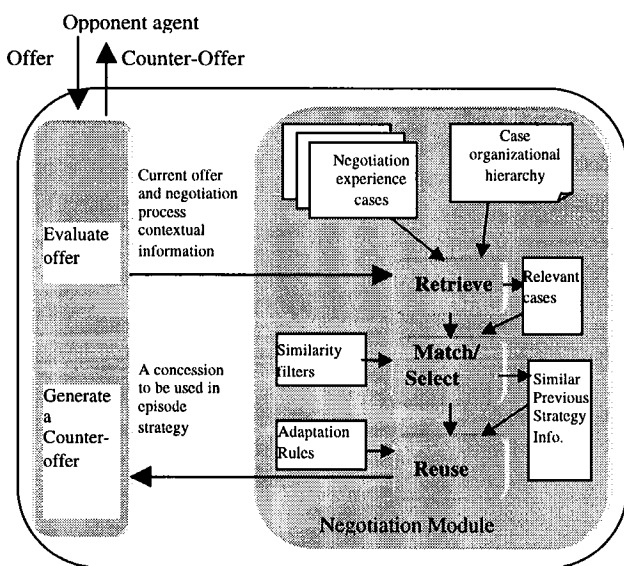 Opponent agent
Offer
Counter-Offer
Current offer
and negotiation
process
contextual
information
Evaluate
offer
Negotiation
experience
cases
Case
organizational
hierarchy
Retrieve
Relevant
cases
Similarity
filters
Match/
Select
Similar
Previous
Strategy
Info.
A concession
to be used in
episode
strategy
Generate
a
Counter-
offer
Adaptation
Rules
Reuse
Negotiation Module